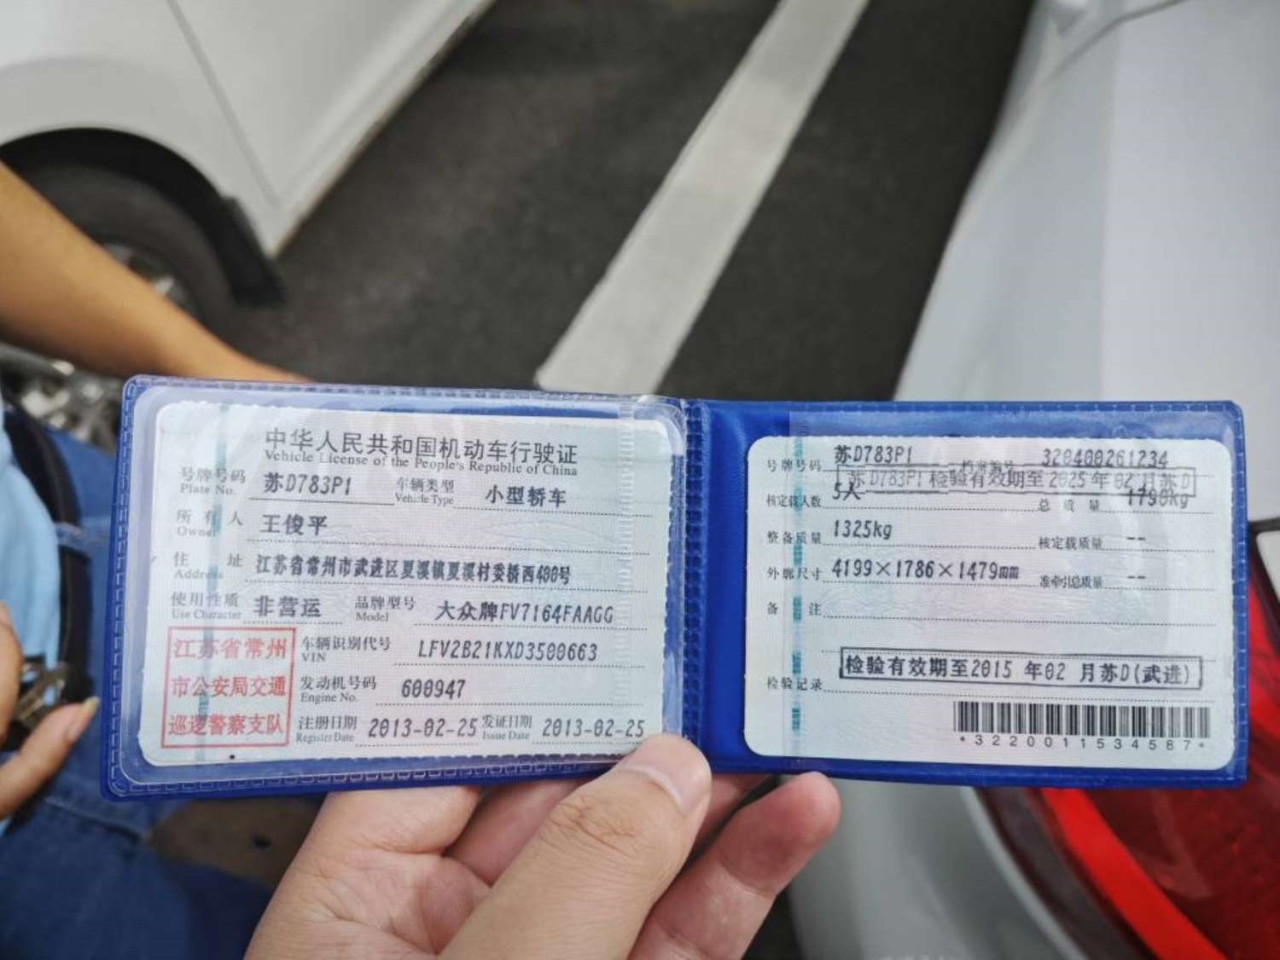 中华人民共和国机动车行驶证
Vehicle License of the People's Republic of China
号牌号码 苏D783P1 车辆类型 小型轿车
Plate No. Vehicle Type
所有人 王俊平
Owner
住址 江苏省常州市武进区夏溪镇夏溪村委桥西400号
Address
使用性质 非营运 品牌型号 大众牌FV7164FAAGG
Use Character Model
江苏省常州
市公安局交通
巡逻警察支队
车辆识别代号 LFV2B21KXD3500663
VIN
发动机号码 600947
Engine No.
注册日期 2013-02-25 发证日期 2013-02-25
Register Date Issue Date
号牌号码 苏D783P1 档案编号 320400261234
苏D783P1 检验有效期至2025年02月苏D
核定载人数 5人 总质量 1790kg
整备质量 1325kg 核定载质量 --
外廓尺寸 4199×1786×1479mm 准牵引总质量 --
备注
检验有效期至2015年02月苏D(武进)
检验记录
*3220011534587*